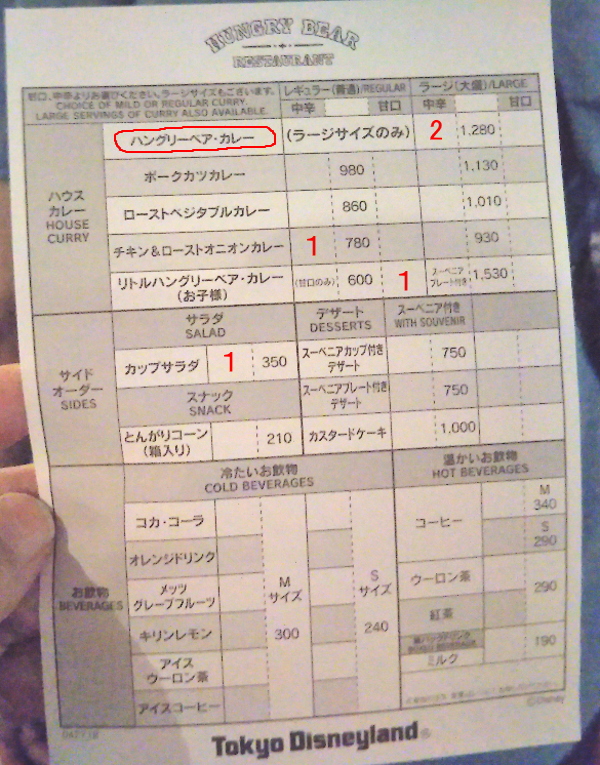 HUNGRY BEAR
RESTAURANT
甘口、中辛よりお選びください。ラージサイズもございます。
CHOICE OF MILD OR REGULAR CURRY.
LARGE SERVINGS OF CURRY ALSO AVAILABLE.
レギュラー(普通)/REGULAR
中辛 甘口
ラージ(大盛)/LARGE
中辛 甘口
ハウス
カレー
HOUSE
CURRY
ハングリーベア・カレー (ラージサイズのみ) 2 1,280
ポークカツカレー 980 1,130
ローストベジタブルカレー 860 1,010
チキン&ローストオニオンカレー 1 780 930
リトルハングリーベア・カレー
(お子様)
(甘口のみ) 600 1 スーベニア
プレート付き 1,530
サイド
オーダー
SIDES
サラダ
SALAD
カップサラダ 1 350
スナック
SNACK
とんがりコーン
(箱入り) 210
デザート
DESSERTS
スーベニア付き
WITH SOUVENIR
スーベニアカップ付き
デザート 750
スーベニアプレート付き
デザート 750
カスタードケーキ 1,000
お飲物
BEVERAGES
冷たいお飲物
COLD BEVERAGES
コカ・コーラ
オレンジドリンク
メッツ
グレープフルーツ
キリンレモン
アイス
ウーロン茶
アイスコーヒー
M
サイズ
300
S
サイズ
240
温かいお飲物
HOT BEVERAGES
コーヒー
M
340
S
290
ウーロン茶
紅茶
290
ミルク
190
©Disney
Tokyo Disneyland®